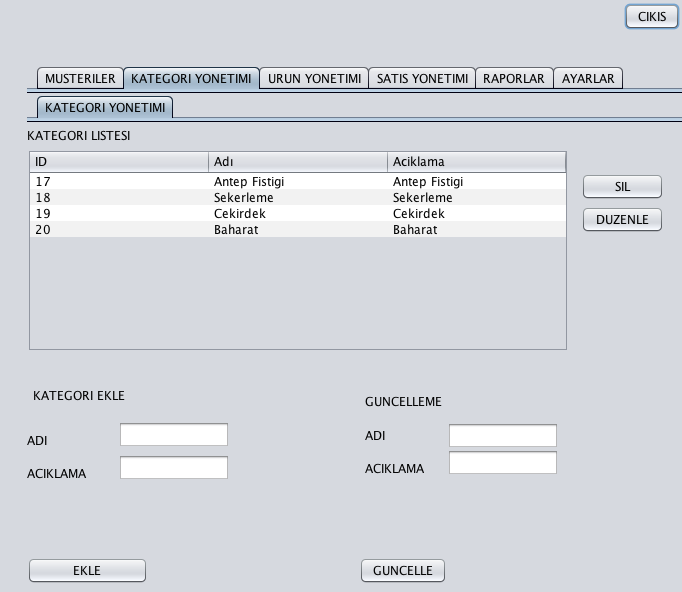 CIKIS
MUSTERILER KATEGORI YONETIMI URUN YONETIMI SATIS YONETIMI RAPORLAR AYARLAR
KATEGORI YONETIMI
KATEGORI LISTESI
ID Adı Aciklama
17 Antep Fistigi Antep Fistigi
18 Sekerleme Sekerleme
19 Cekirdek Cekirdek
20 Baharat Baharat
SIL
DUZENLE
KATEGORI EKLE
ADI
ACIKLAMA
EKLE
GUNCELLEME
ADI
ACIKLAMA
GUNCELLE